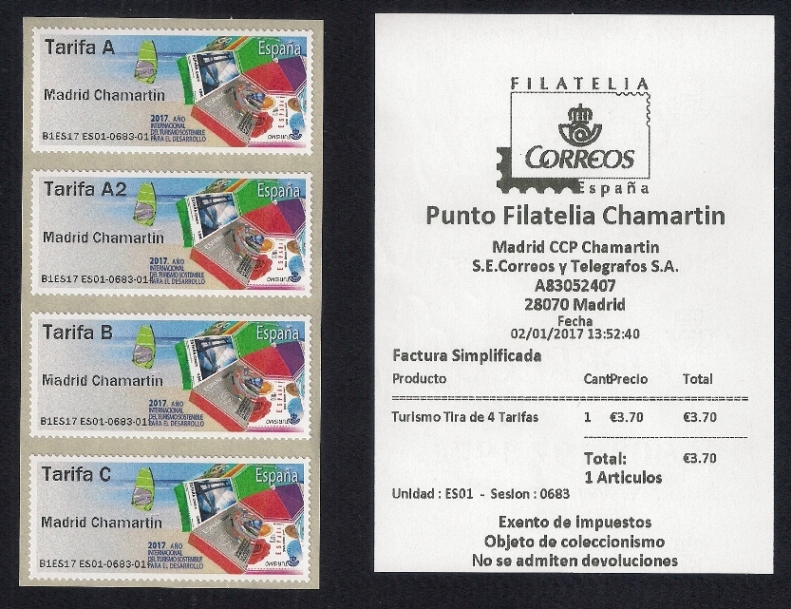 Tarifa A
España
Madrid Chamartin
2017. AÑO
INTERNACIONAL
DEL TURISMO SOSTENIBLE
PARA EL DESARROLLO
B1ES17 ES01-0683-01
TURISMO
Tarifa A2
España
Madrid Chamartin
2017. AÑO
INTERNACIONAL
DEL TURISMO SOSTENIBLE
PARA EL DESARROLLO
B1ES17 ES01-0683-01
TURISMO
Tarifa B
España
Madrid Chamartin
2017. AÑO
INTERNACIONAL
DEL TURISMO SOSTENIBLE
PARA EL DESARROLLO
B1ES17 ES01-0683-01
TURISMO
Tarifa C
España
Madrid Chamartin
2017. AÑO
INTERNACIONAL
DEL TURISMO SOSTENIBLE
PARA EL DESARROLLO
B1ES17 ES01-0683-01
TURISMO
FILATELIA
CORREOS
España
Punto Filatelia Chamartin
Madrid CCP Chamartin
S.E.Correos y Telegrafos S.A.
A83052407
28070 Madrid
Fecha
02/01/2017 13:52:40
Factura Simplificada
Producto CantPrecio Total
Turismo Tira de 4 Tarifas 1 €3.70 €3.70
Total: €3.70
1 Articulos
Unidad : ES01 - Sesion : 0683
Exento de impuestos
Objeto de coleccionismo
No se admiten devoluciones